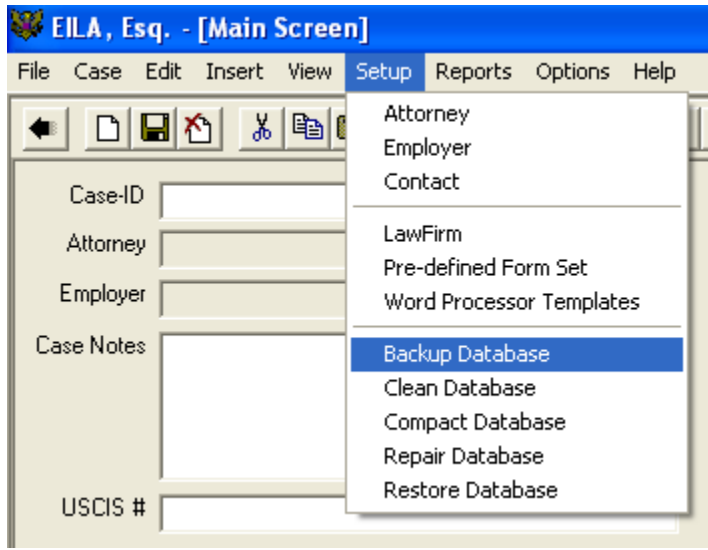 EILA, Esq. - [Main Screen]
File Case Edit Insert View Setup Reports Options Help
Attorney
Employer
Contact
LawFirm
Pre-defined Form Set
Word Processor Templates
Backup Database
Clean Database
Compact Database
Repair Database
Restore Database
Case-ID
Attorney
Employer
Case Notes
USCIS #